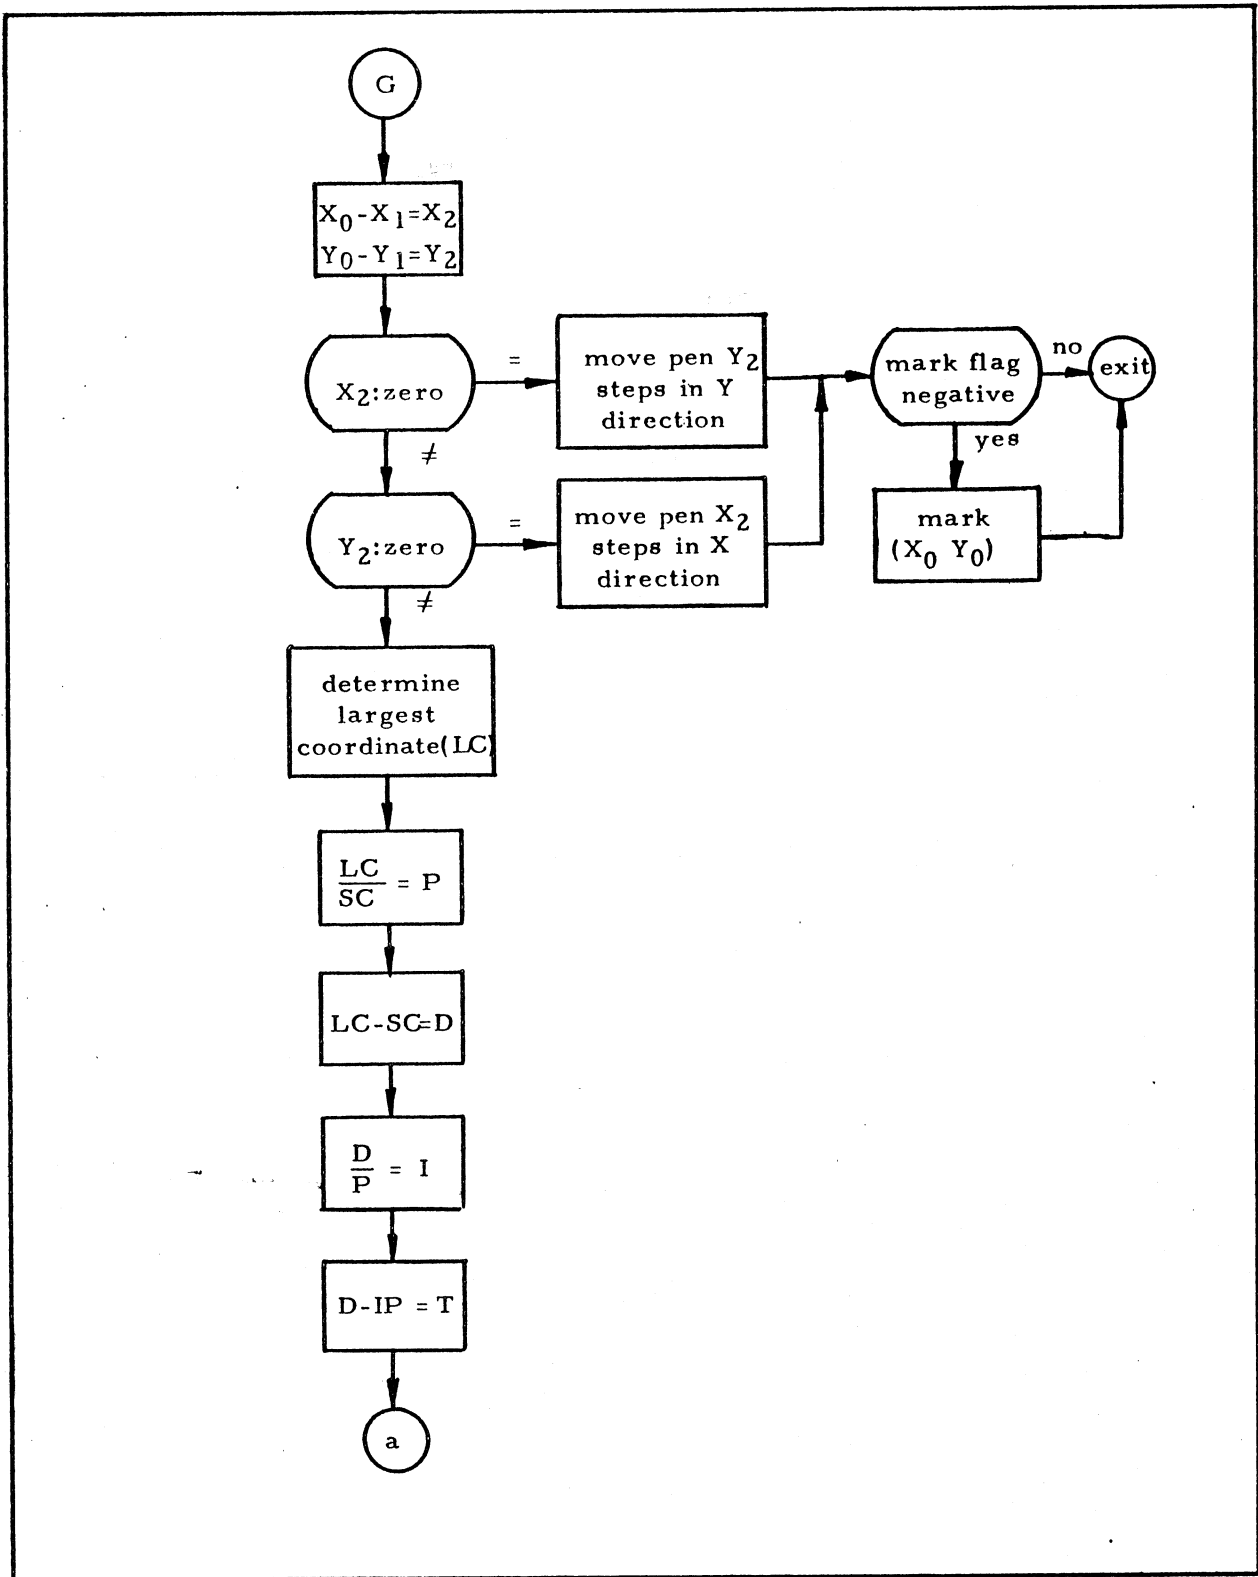 G
X₀-X₁=X₂
Y₀-Y₁=Y₂
X₂:zero
=
move pen Y₂
steps in Y
direction
mark flag
negative
no
exit
≠
yes
Y₂:zero
=
move pen X₂
steps in X
direction
mark
(X₀ Y₀)
≠
determine
largest
coordinate(LC)
LC
SC
= P
LC-SC=D
D
P
= I
D-IP = T
a